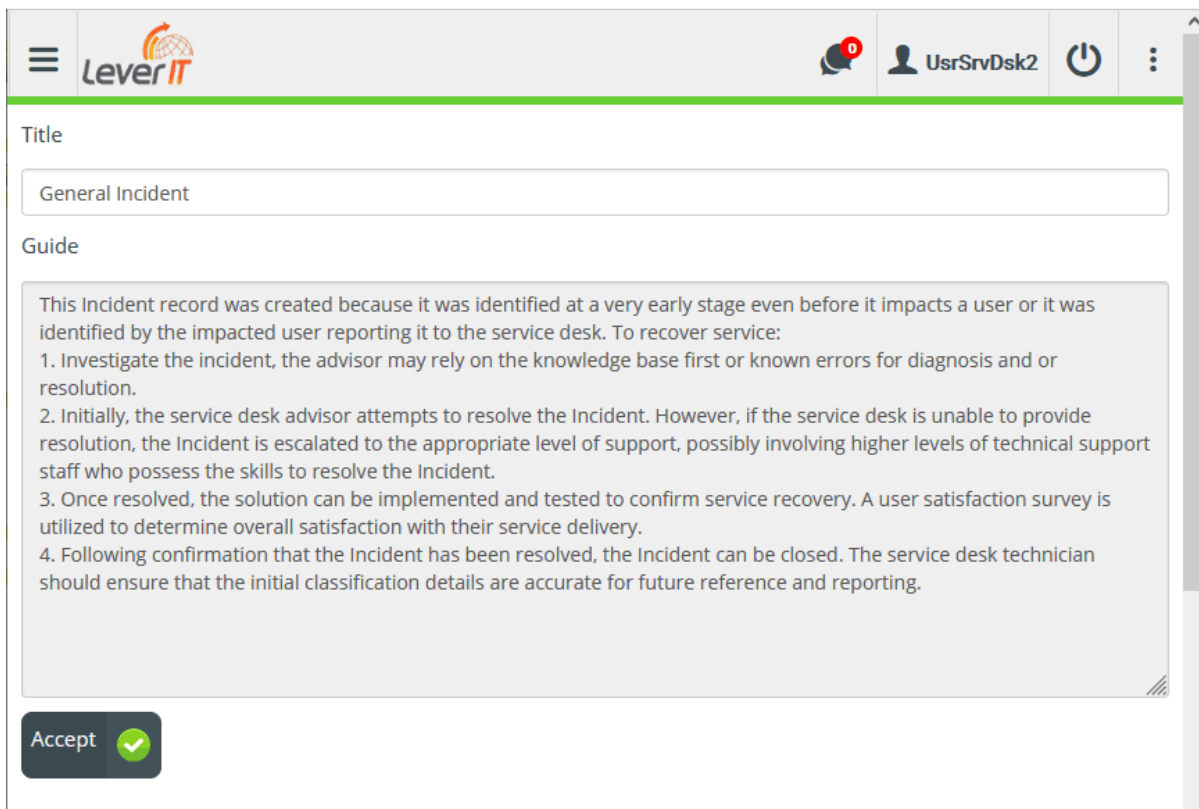 LeverIT
0
UsrSrvDsk2
Title
General Incident
Guide
This Incident record was created because it was identified at a very early stage even before it impacts a user or it was
identified by the impacted user reporting it to the service desk. To recover service:
1. Investigate the incident, the advisor may rely on the knowledge base first or known errors for diagnosis and or
resolution.
2. Initially, the service desk advisor attempts to resolve the Incident. However, if the service desk is unable to provide
resolution, the Incident is escalated to the appropriate level of support, possibly involving higher levels of technical support
staff who possess the skills to resolve the Incident.
3. Once resolved, the solution can be implemented and tested to confirm service recovery. A user satisfaction survey is
utilized to determine overall satisfaction with their service delivery.
4. Following confirmation that the Incident has been resolved, the Incident can be closed. The service desk technician
should ensure that the initial classification details are accurate for future reference and reporting.
Accept